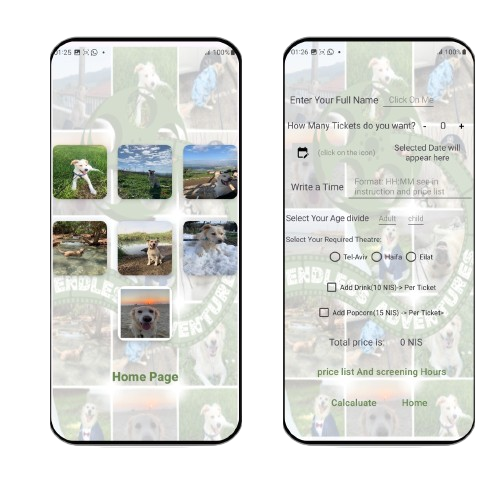 01:25
100%
Home Page
01:26
100%
Enter Your Full Name Click On Me
How Many Tickets do you want? - 0 +
(click on the icon) Selected Date will
appear here
Write a Time Format: HH:MM see in
instruction and price list
Select Your Age divide Adult child
Select Your Required Theatre:
Tel-Aviv Haifa Eilat
Add Drink(10 NIS)-> Per Ticket
Add Popcorn(15 NIS) -> Per Ticket>
Total price is: 0 NIS
price list And screening Hours
Calcaluate Home
ENDLESS
ADVENTURES